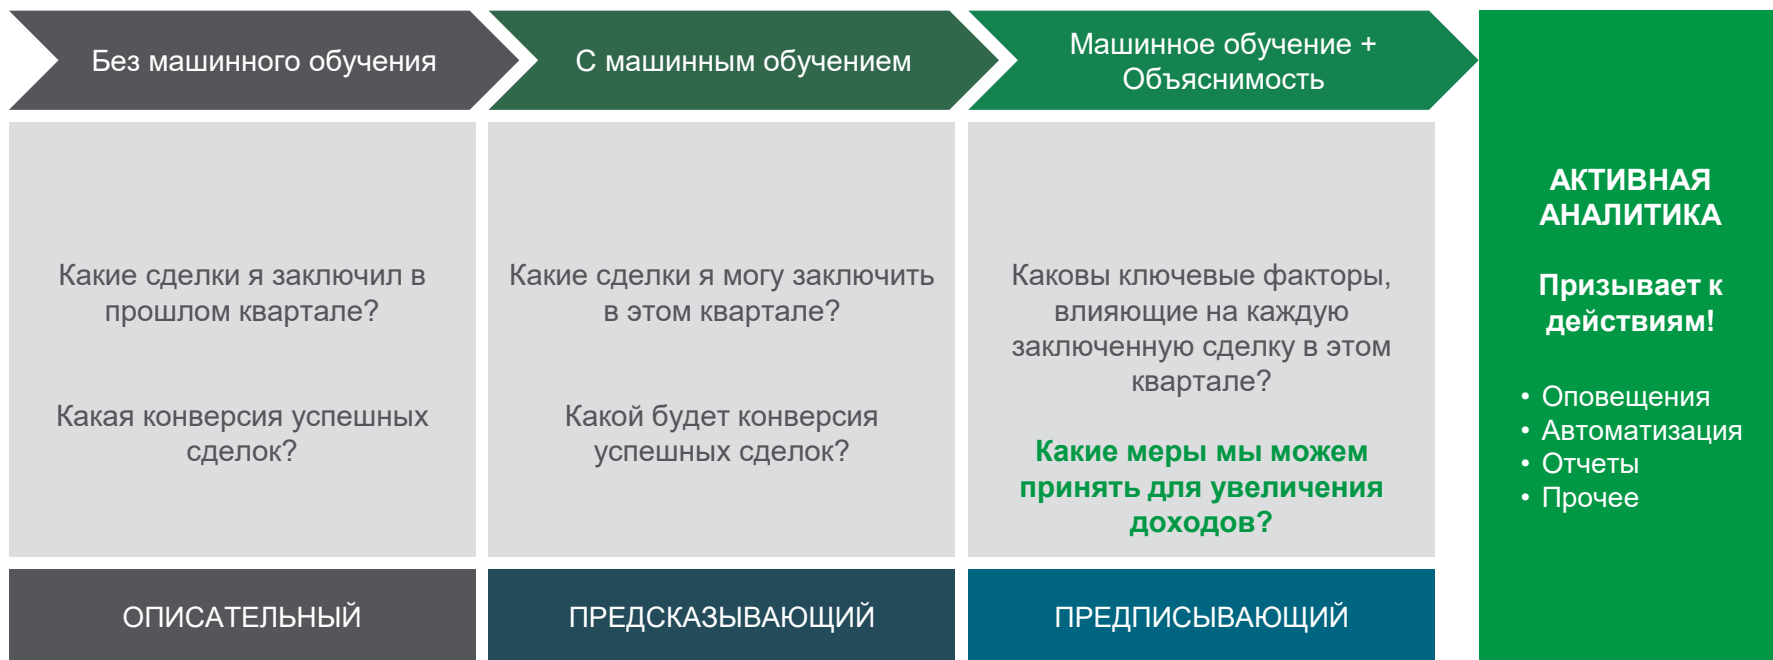 Без машинного обучения
С машинным обучением
Машинное обучение +
Объяснимость
Какие сделки я заключил в
прошлом квартале?
Какая конверсия успешных
сделок?
Какие сделки я могу заключить
в этом квартале?
Какой будет конверсия
успешных сделок?
Каковы ключевые факторы,
влияющие на каждую
заключенную сделку в этом
квартале?
Какие меры мы можем
принять для увеличения
доходов?
ОПИСАТЕЛЬНЫЙ
ПРЕДСКАЗЫВАЮЩИЙ
ПРЕДПИСЫВАЮЩИЙ
АКТИВНАЯ
АНАЛИТИКА
Призывает к
действиям!
• Оповещения
• Автоматизация
• Отчеты
• Прочее